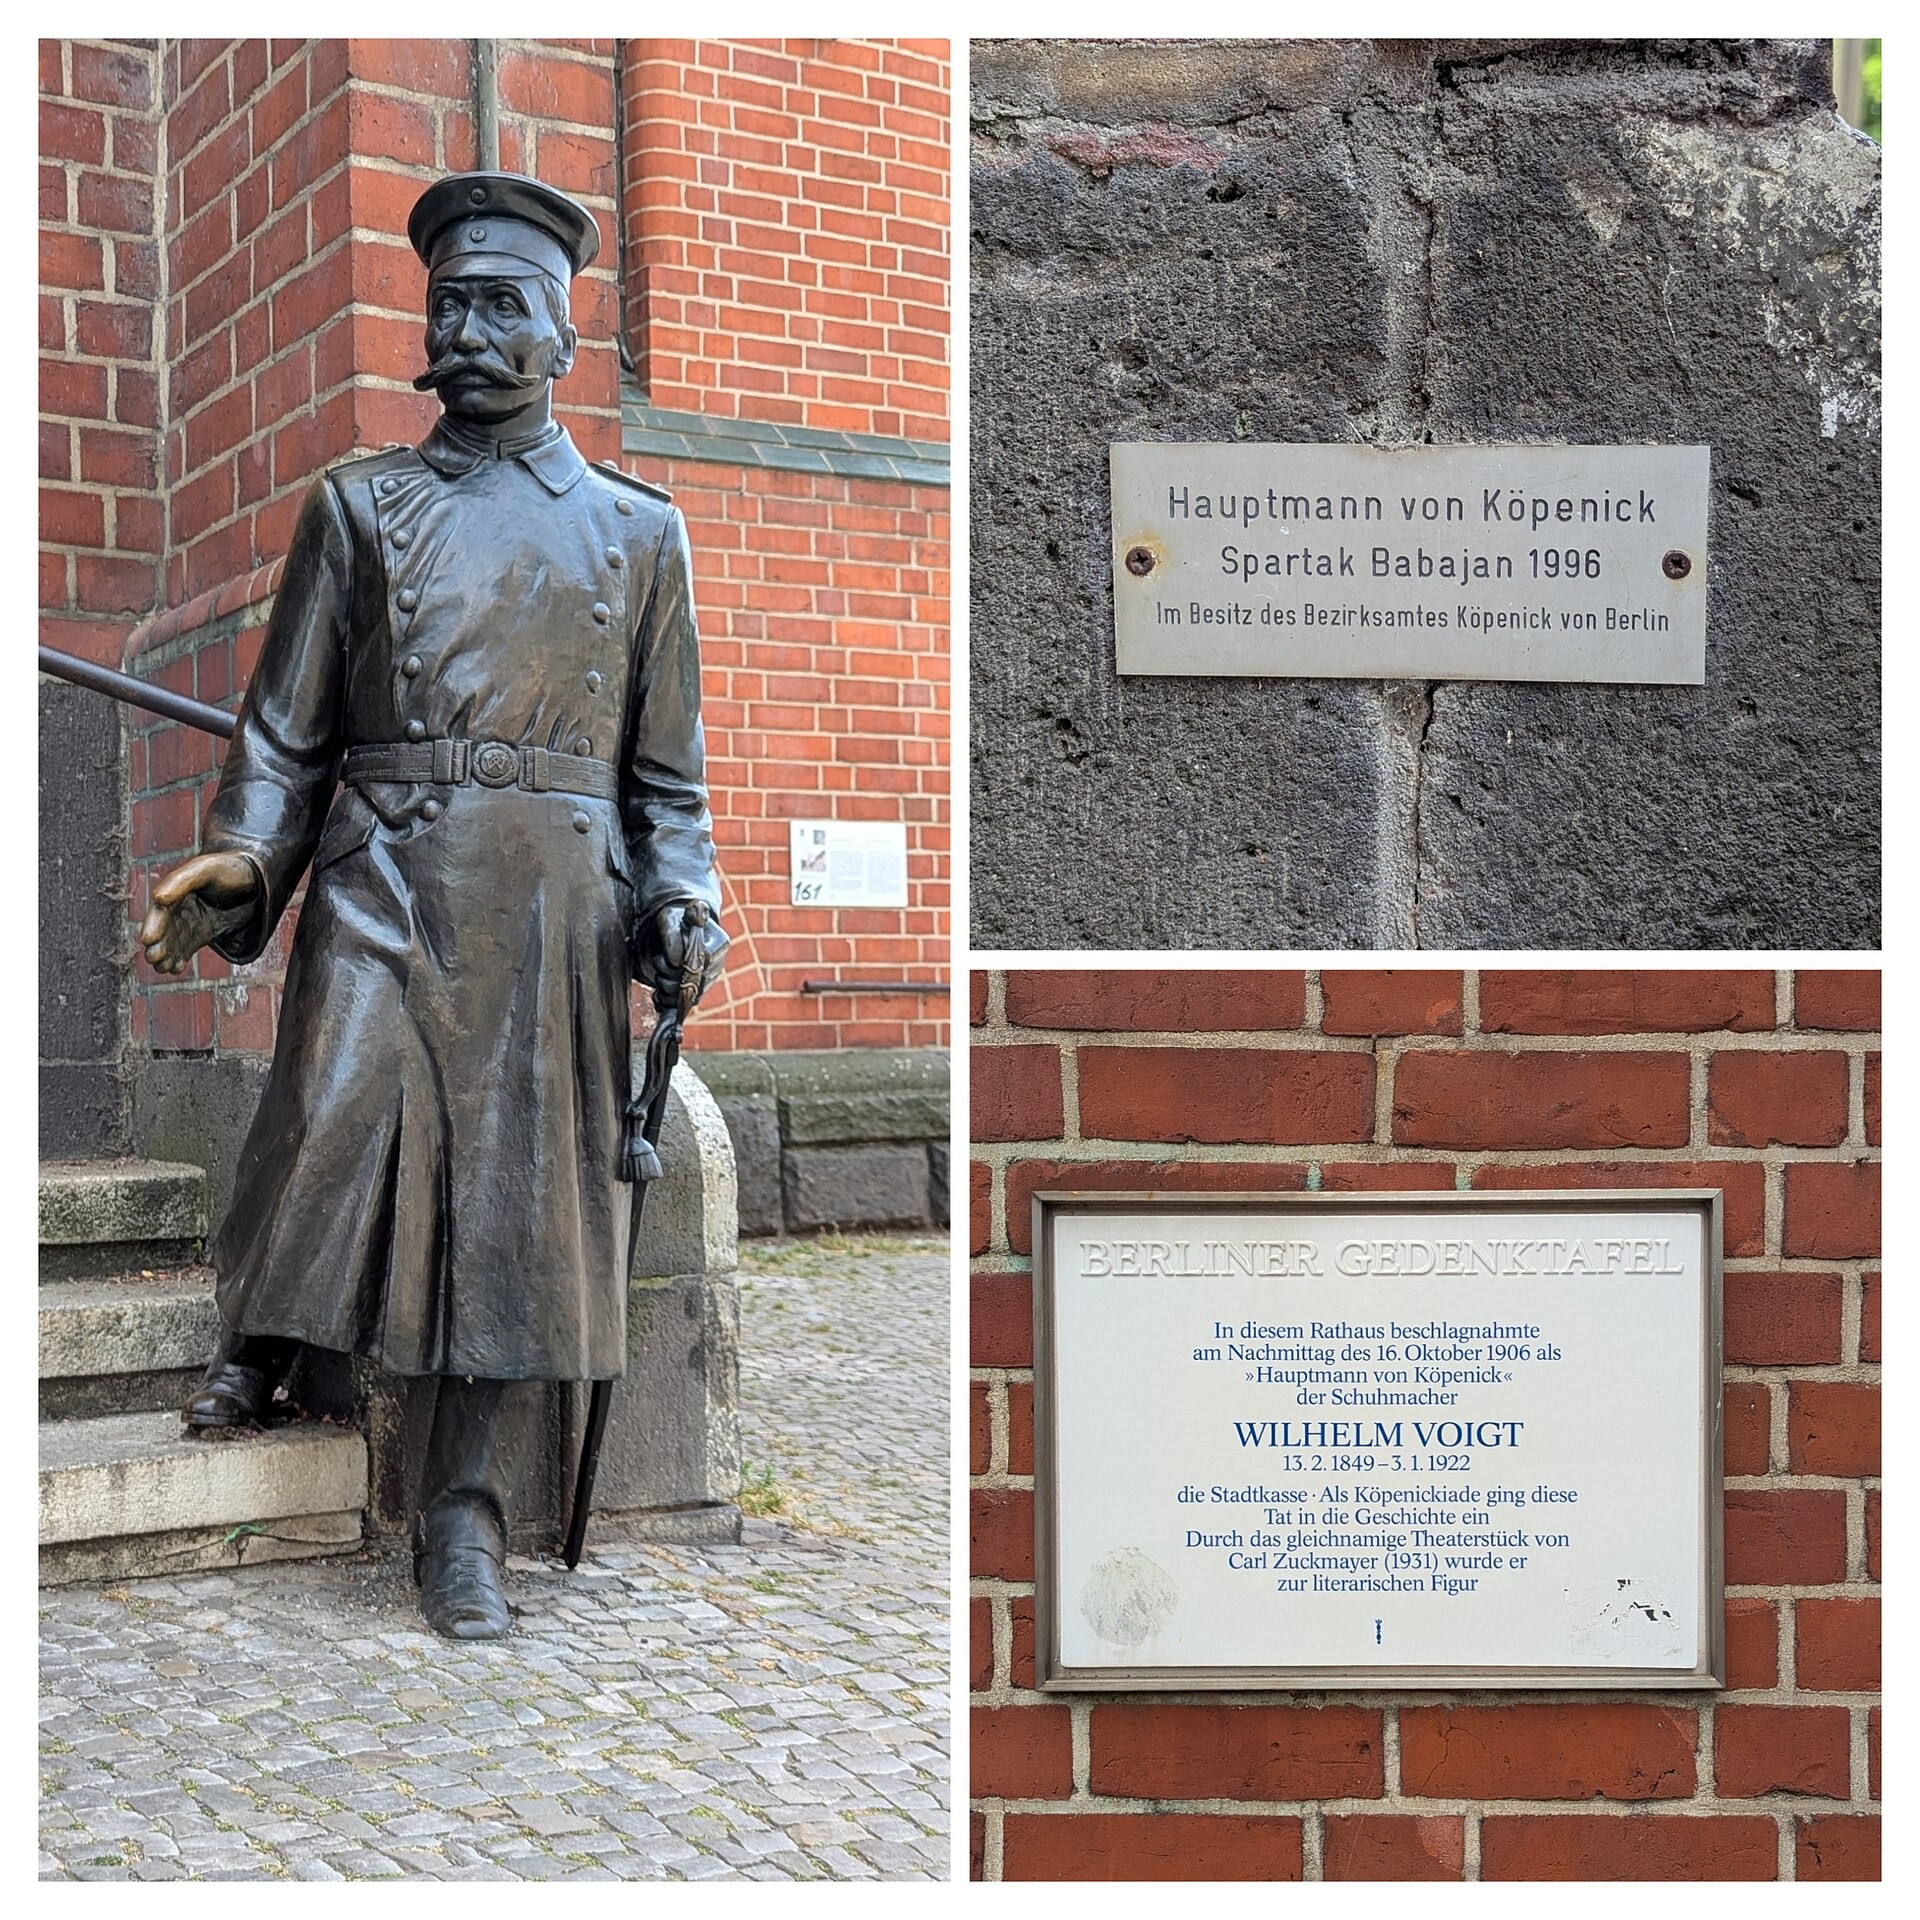 161
Hauptmann von Köpenick
Spartak Babajan 1996
Im Besitz des Bezirksamtes Köpenick von Berlin
BERLINER GEDENKTAFEL
In diesem Rathaus beschlagnahmte
am Nachmittag des 16. Oktober 1906 als
»Hauptmann von Köpenick«
der Schuhmacher
WILHELM VOIGT
13. 2. 1849 – 3. 1. 1922
die Stadtkasse · Als Köpenickiade ging diese
Tat in die Geschichte ein
Durch das gleichnamige Theaterstück von
Carl Zuckmayer (1931) wurde er
zur literarischen Figur